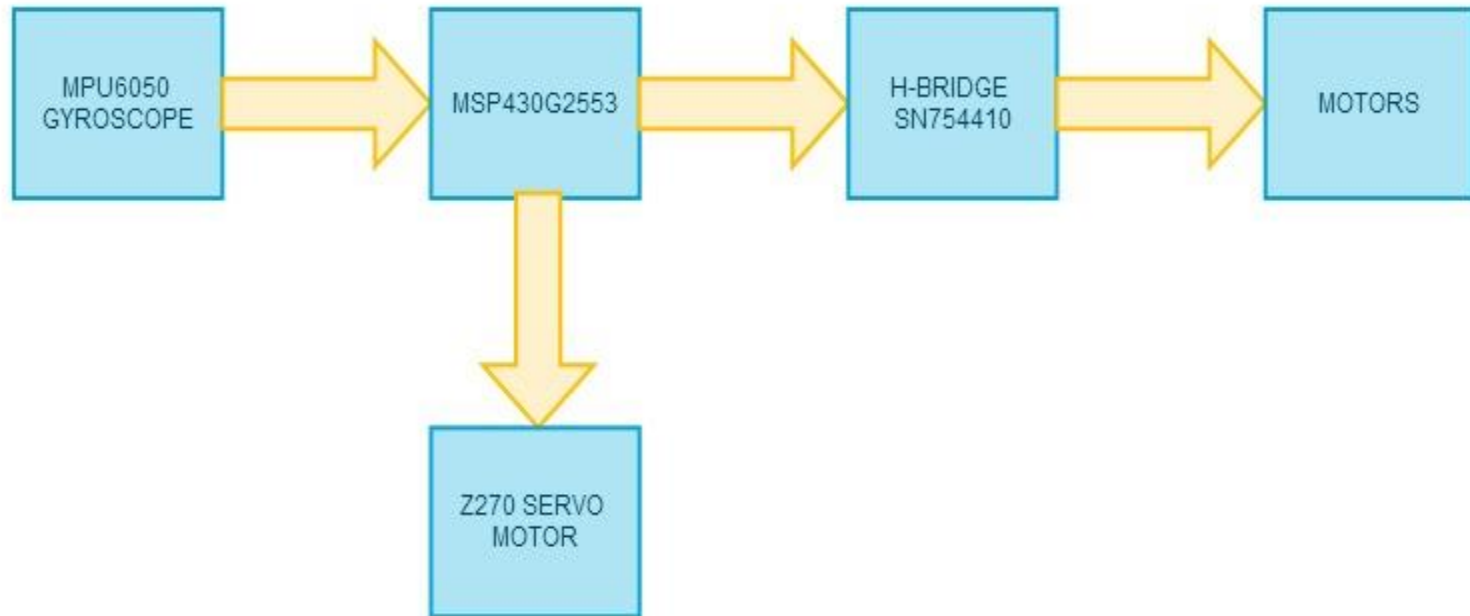 MPU6050
GYROSCOPE
MSP430G2553
H-BRIDGE
SN754410
MOTORS
Z270 SERVO
MOTOR